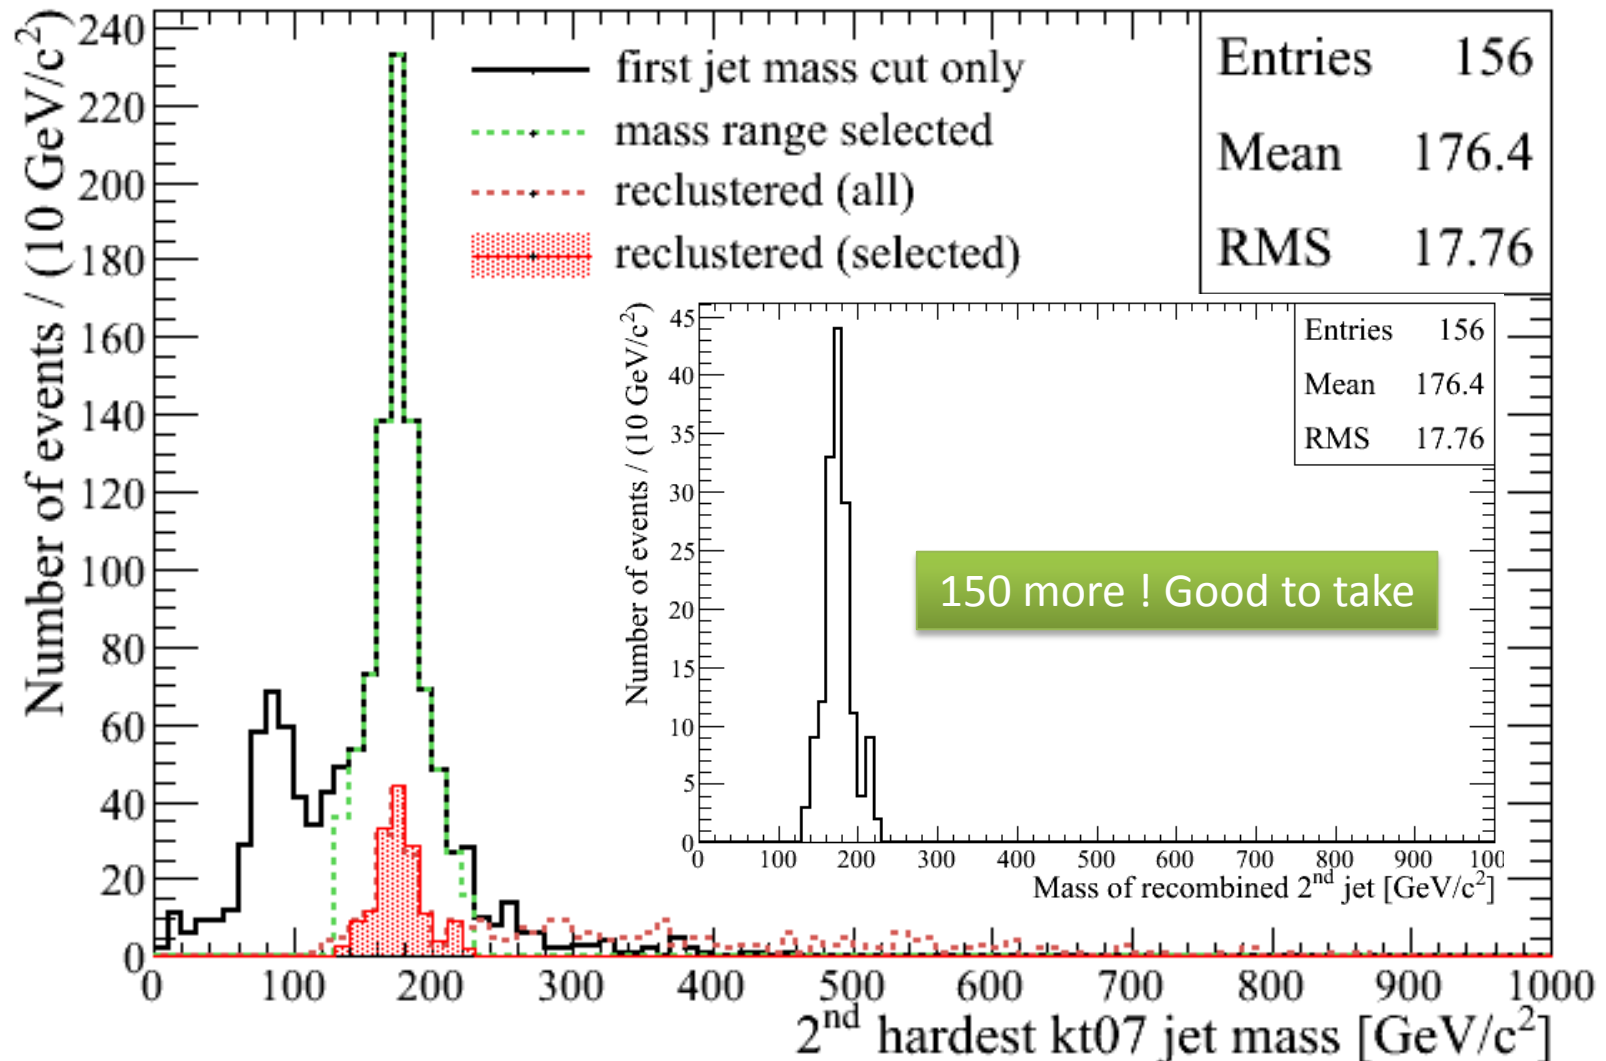 Number of events / (10 GeV/c²)
240
220
200
180
160
140
120
100
80
60
40
20
0
first jet mass cut only
mass range selected
reclustered (all)
reclustered (selected)
Entries 156
Mean 176.4
RMS 17.76
Number of events / (10 GeV/c²)
45
40
35
30
25
20
15
10
5
0
Entries 156
Mean 176.4
RMS 17.76
150 more ! Good to take
0 100 200 300 400 500 600 700 800 900 100
Mass of recombined 2nd jet [GeV/c²]
0 100 200 300 400 500 600 700 800 900 1000
2nd hardest kt07 jet mass [GeV/c²]